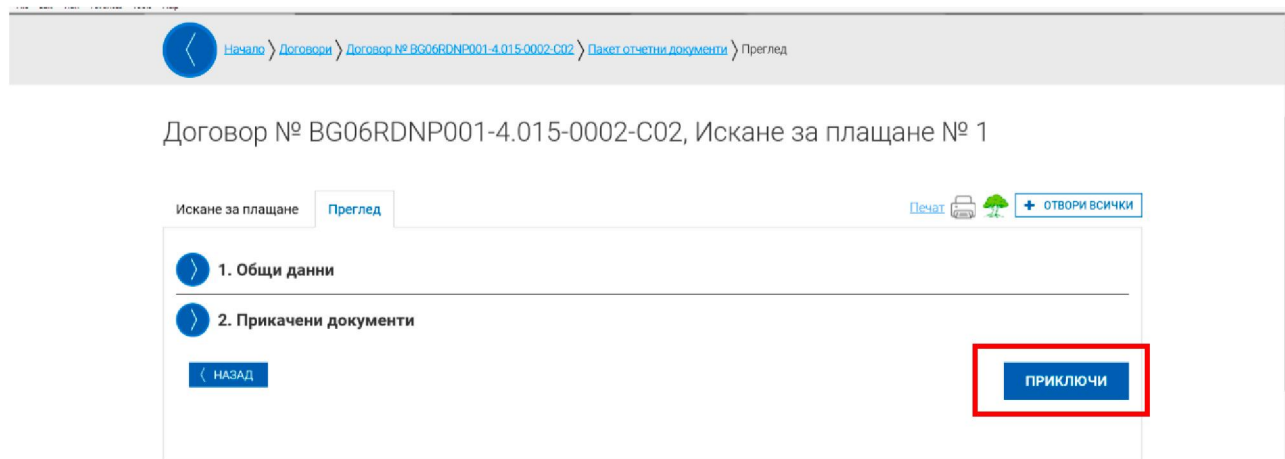 Начало 〉 Договори 〉 Договор № BG06RDNP001-4.015-0002-C02 〉 Пакет отчетни документи 〉 Преглед
Договор № BG06RDNP001-4.015-0002-C02, Искане за плащане № 1
Искане за плащане Преглед Печат + ОТВОРИ ВСИЧКИ
1. Общи данни
2. Прикачени документи
〈 НАЗАД ПРИКЛЮЧИ